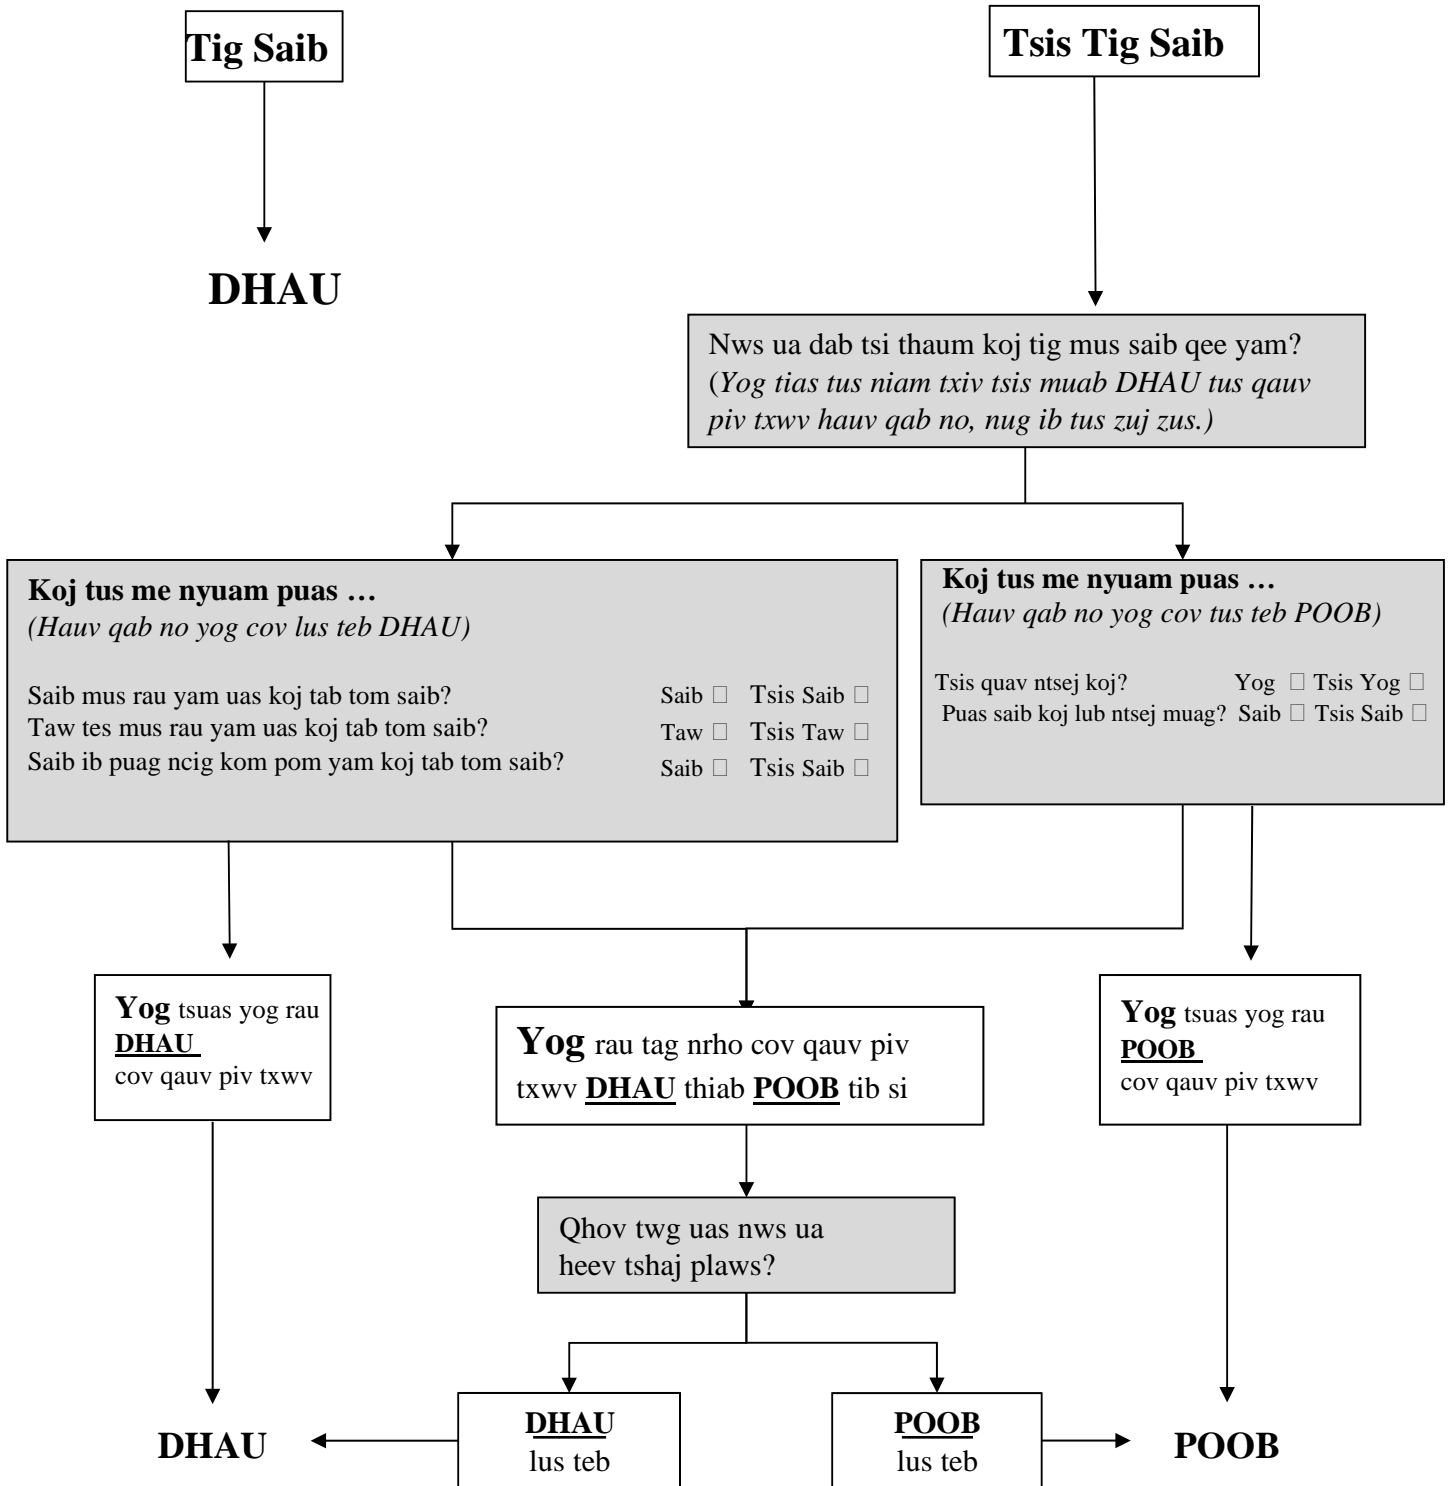 Tig Saib
Tsis Tig Saib
DHAU
Nws ua dab tsi thaum koj tig mus saib qee yam?
(Yog tias tus niam txiv tsis muab DHAU tus qauv
piv txwv hauv qab no, nug ib tus zuj zus.)
Koj tus me nyuam puas …
(Hauv qab no yog cov lus teb DHAU)
Saib mus rau yam uas koj tab tom saib? Saib □ Tsis Saib □
Taw tes mus rau yam uas koj tab tom saib? Taw □ Tsis Taw □
Saib ib puag ncig kom pom yam koj tab tom saib? Saib □ Tsis Saib □
Koj tus me nyuam puas …
(Hauv qab no yog cov tus teb POOB)
Tsis quav ntsej koj? Yog □ Tsis Yog □
Puas saib koj lub ntsej muag? Saib □ Tsis Saib □
Yog tsuas yog rau
DHAU
cov qauv piv txwv
Yog rau tag nrho cov qauv piv
txwv DHAU thiab POOB tib si
Yog tsuas yog rau
POOB
cov qauv piv txwv
Qhov twg uas nws ua
heev tshaj plaws?
DHAU
DHAU
lus teb
POOB
lus teb
POOB